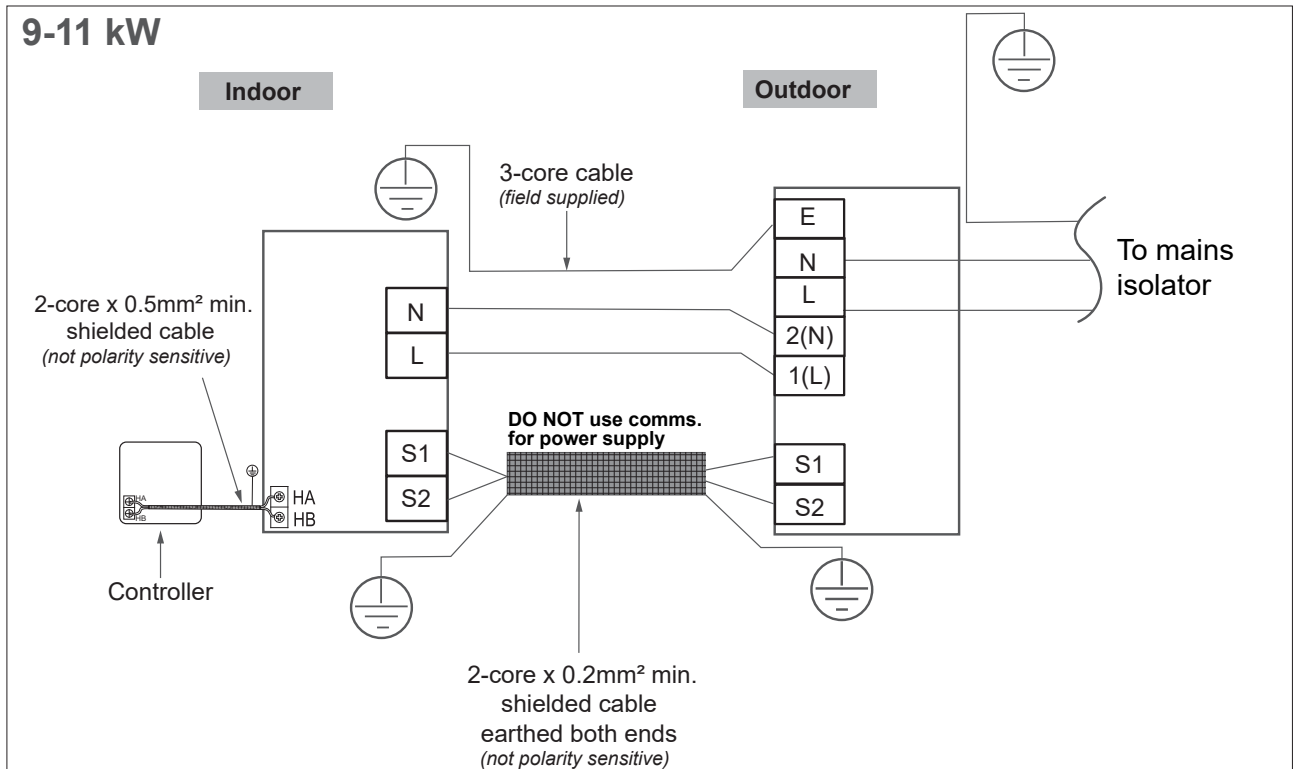 9-11 kW
Indoor
Outdoor
3-core cable
(field supplied)
E
N
L
2(N)
1(L)
To mains
isolator
2-core x 0.5mm² min.
shielded cable
(not polarity sensitive)
N
L
DO NOT use comms.
for power supply
S1
S2
S1
S2
HA
HB
HA
HB
Controller
2-core x 0.2mm² min.
shielded cable
earthed both ends
(not polarity sensitive)